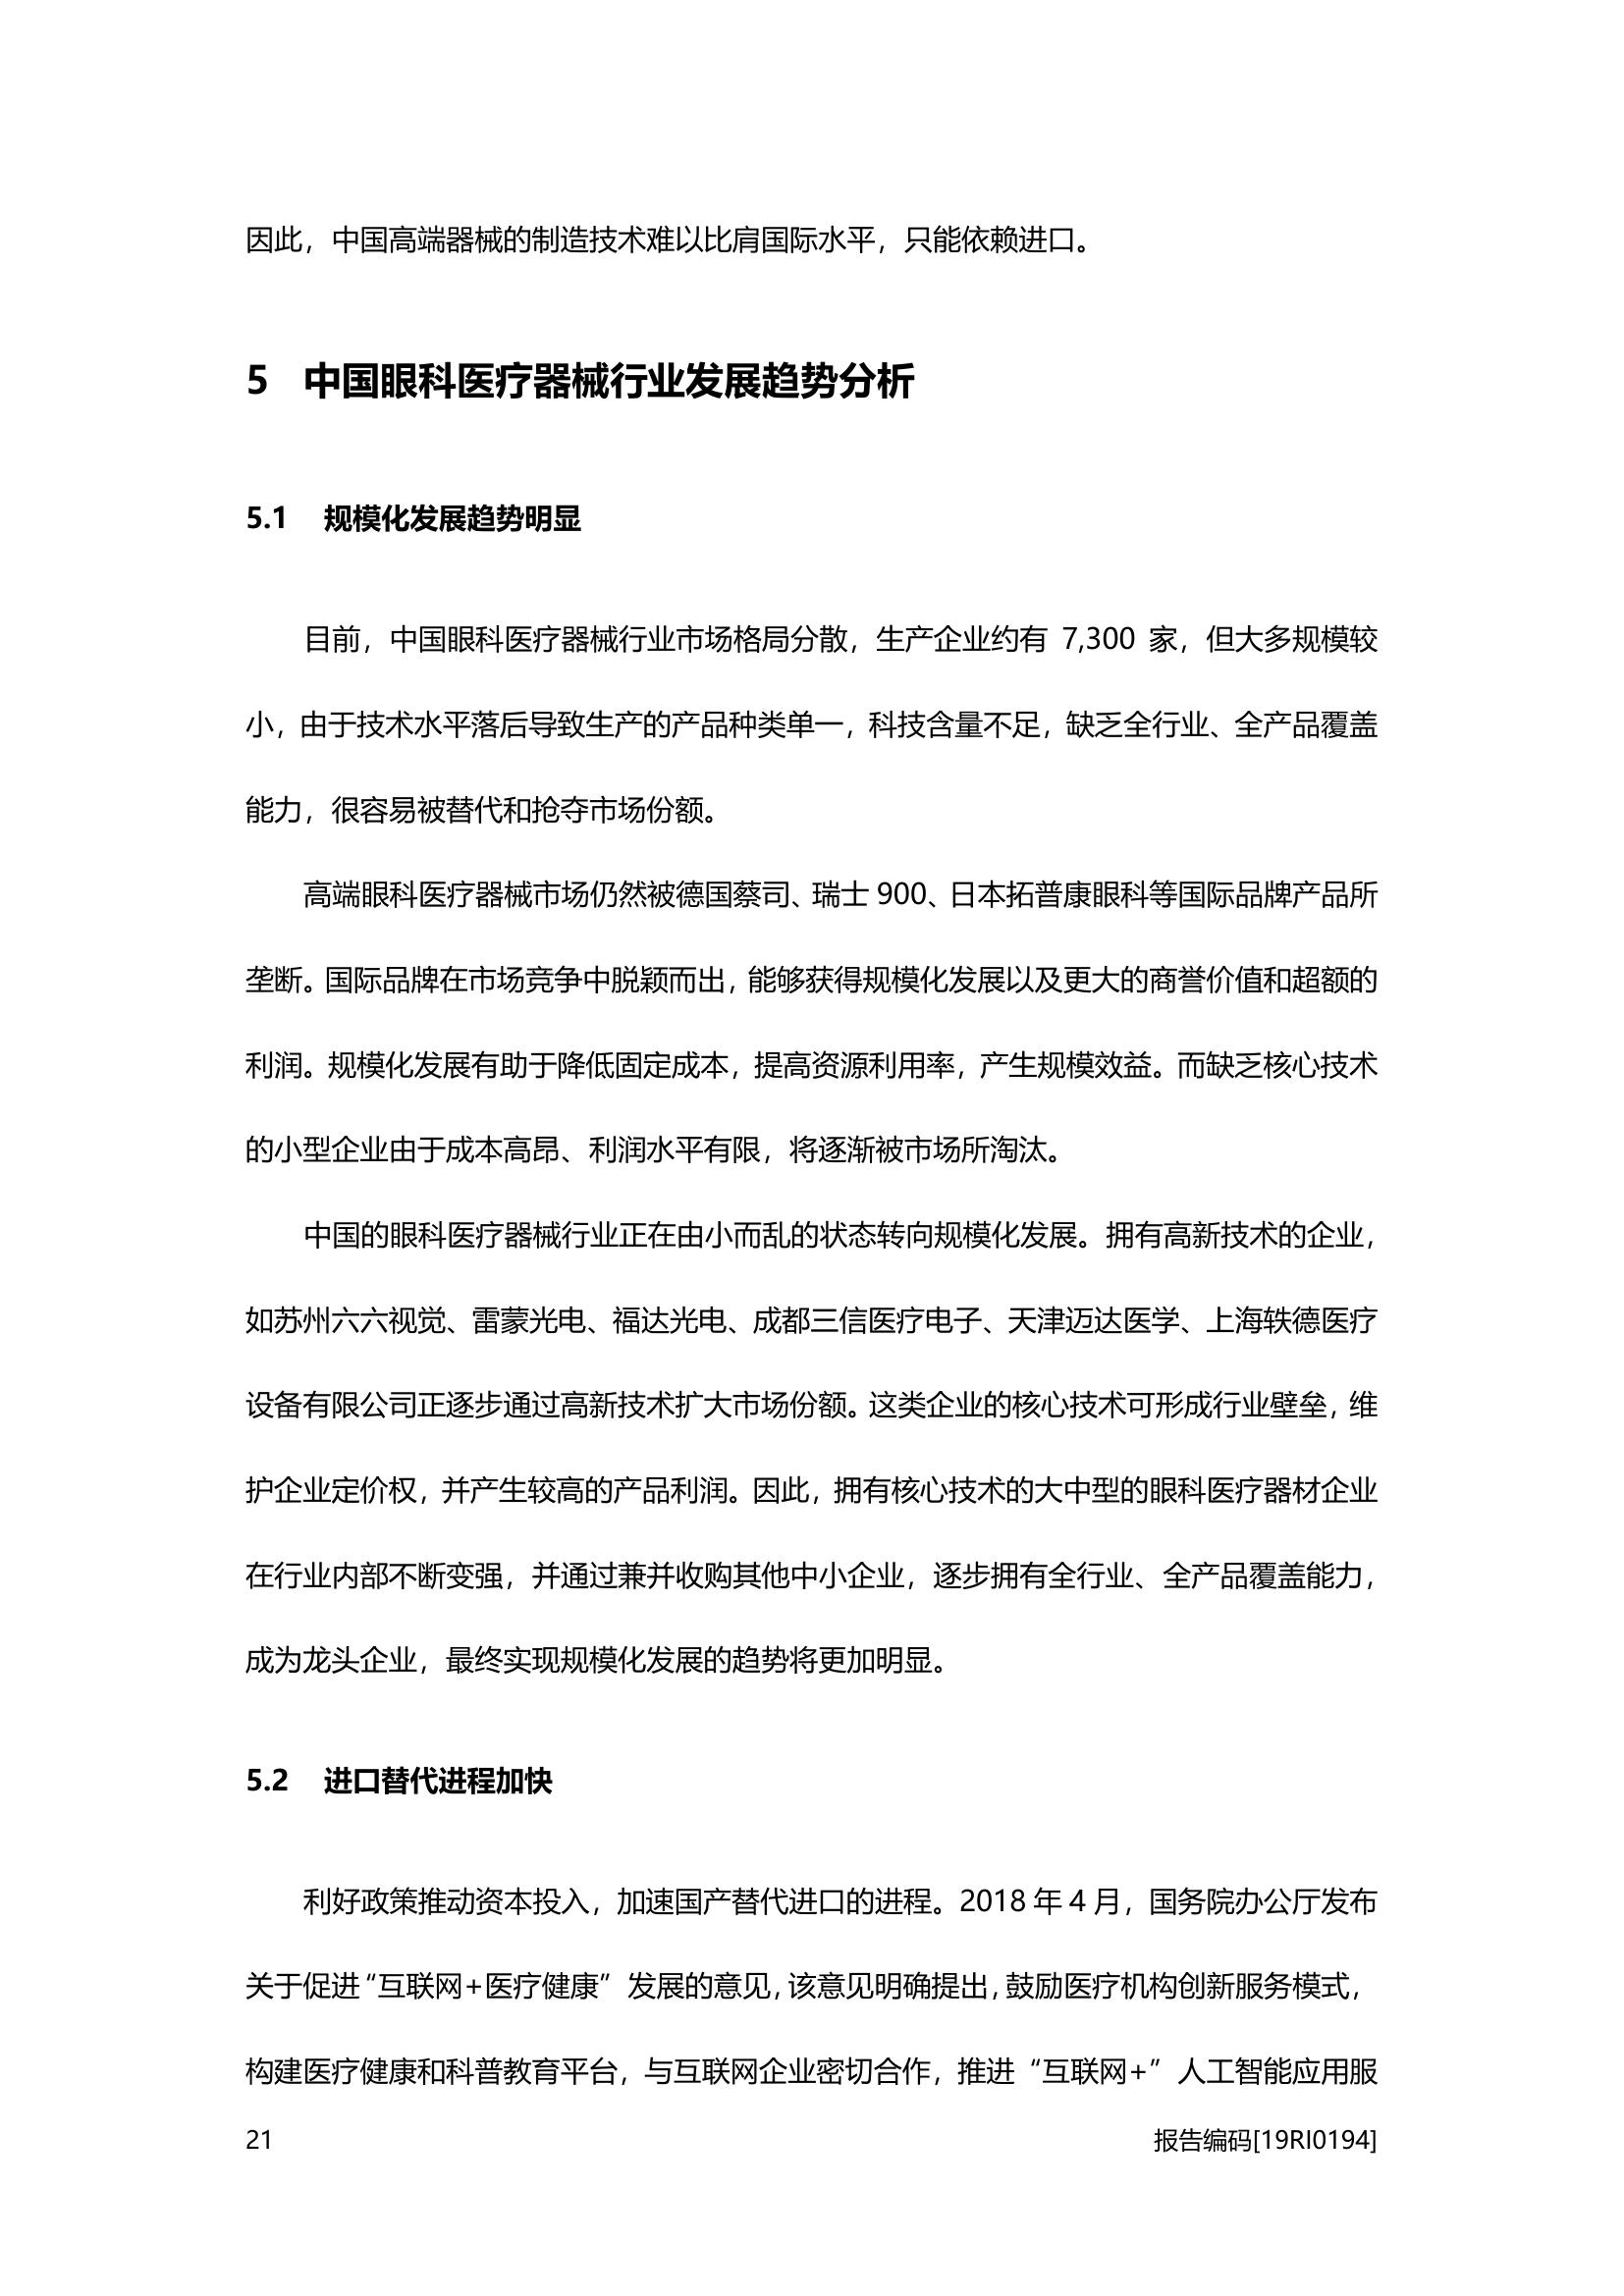 因此，中国高端器械的制造技术难以比肩国际水平，只能依赖进口。
5 中国眼科医疗器械行业发展趋势分析
5.1 规模化发展趋势明显
目前，中国眼科医疗器械行业市场格局分散，生产企业约有 7,300 家，但大多规模较
小，由于技术水平落后导致生产的产品种类单一，科技含量不足，缺乏全行业、全产品覆盖
能力，很容易被替代和抢夺市场份额。
高端眼科医疗器械市场仍然被德国蔡司、瑞士 900、日本拓普康眼科等国际品牌产品所
垄断。国际品牌在市场竞争中脱颖而出，能够获得规模化发展以及更大的商誉价值和超额的
利润。规模化发展有助于降低固定成本，提高资源利用率，产生规模效益。而缺乏核心技术
的小型企业由于成本高昂、利润水平有限，将逐渐被市场所淘汰。
中国的眼科医疗器械行业正在由小而乱的状态转向规模化发展。拥有高新技术的企业，
如苏州六六视觉、雷蒙光电、福达光电、成都三信医疗电子、天津迈达医学、上海轶德医疗
设备有限公司正逐步通过高新技术扩大市场份额。这类企业的核心技术可形成行业壁垒，维
护企业定价权，并产生较高的产品利润。因此，拥有核心技术的大中型的眼科医疗器材企业
在行业内部不断变强，并通过兼并收购其他中小企业，逐步拥有全行业、全产品覆盖能力，
成为龙头企业，最终实现规模化发展的趋势将更加明显。
5.2 进口替代进程加快
利好政策推动资本投入，加速国产替代进口的进程。2018 年 4 月，国务院办公厅发布
关于促进“互联网+医疗健康”发展的意见，该意见明确提出，鼓励医疗机构创新服务模式，
构建医疗健康和科普教育平台，与互联网企业密切合作，推进“互联网+”人工智能应用服
21 报告编码[19RI0194]